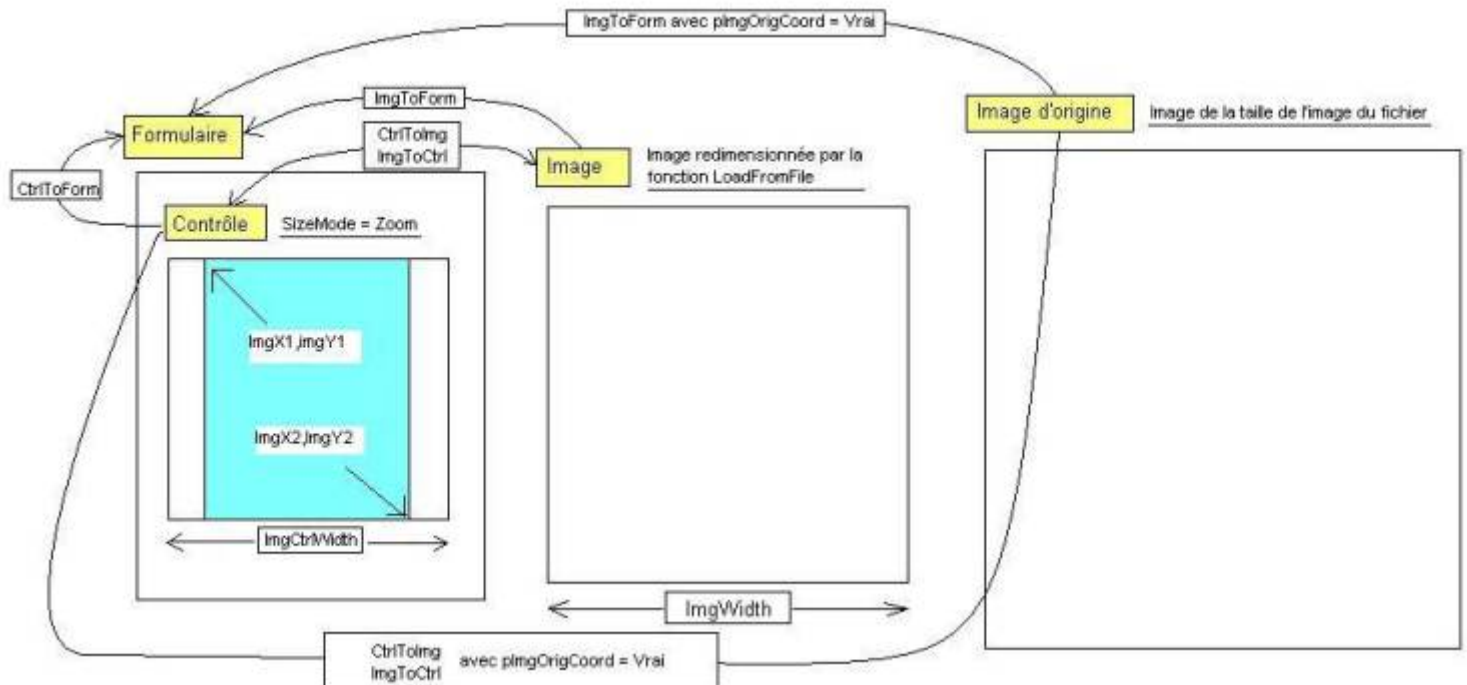 ImgToForm avec pImgOrigCoord = Vrai
ImgToForm
Image d'origine
Image de la taille de l'image du fichier
Formulaire
CtrlToImg
ImgToCtrl
Image
Image redimensionnée par la
fonction LoadFromFile
CtrlToForm
Contrôle
SizeMode = Zoom
ImgX1,imgY1
ImgX2,ImgY2
ImgCtrlWidth
ImgWidth
CtrlToImg
ImgToCtrl
avec pImgOrigCoord = Vrai